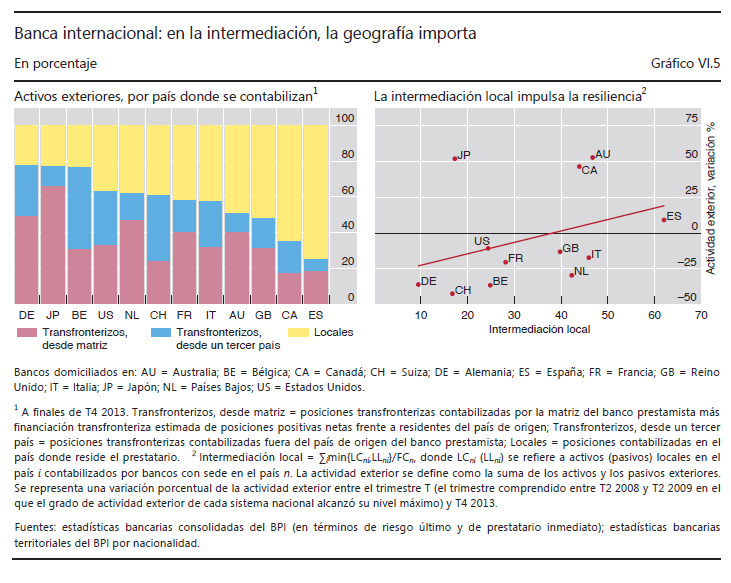 Banca internacional: en la intermediación, la geografía importa
En porcentaje
Gráfico VI.5
Activos exteriores, por país donde se contabilizan1
100
80
60
40
20
0
DE JP BE US NL CH FR IT AU GB CA ES
Transfronterizos, desde matriz
Transfronterizos, desde un tercer país
Locales
La intermediación local impulsa la resiliencia2
75
50
25
0
–25
–50
Actividad exterior, variación %
JP
AU
CA
ES
US
GB
IT
FR
NL
DE
CH
BE
10 20 30 40 50 60 70
Intermediación local
Bancos domiciliados en: AU = Australia; BE = Bélgica; CA = Canadá; CH = Suiza; DE = Alemania; ES = España; FR = Francia; GB = Reino
Unido; IT = Italia; JP = Japón; NL = Países Bajos; US = Estados Unidos.
1 A finales de T4 2013. Transfronterizos, desde matriz = posiciones transfronterizas contabilizadas por la matriz del banco prestamista más
financiación transfronteriza estimada de posiciones positivas netas frente a residentes del país de origen; Transfronterizos, desde un tercer
país = posiciones transfronterizas contabilizadas fuera del país de origen del banco prestamista; Locales = posiciones contabilizadas en el
país donde reside el prestatario. 2 Intermediación local = ∑imin{LCni,LLni}/FCn, donde LCni (LLni) se refiere a activos (pasivos) locales en el
país i contabilizados por bancos con sede en el país n. La actividad exterior se define como la suma de los activos y los pasivos exteriores.
Se representa una variación porcentual de la actividad exterior entre el trimestre T (el trimestre comprendido entre T2 2008 y T2 2009 en el
que el grado de actividad exterior de cada sistema nacional alcanzó su nivel máximo) y T4 2013.
Fuentes: estadísticas bancarias consolidadas del BPI (en términos de riesgo último y de prestatario inmediato); estadísticas bancarias
territoriales del BPI por nacionalidad.